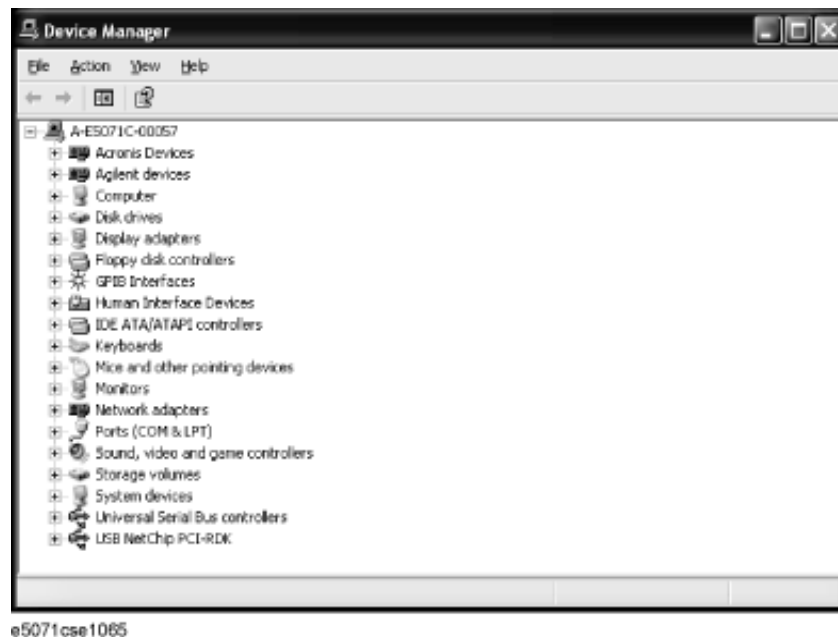 Device Manager
File Action View Help
A-E5071C-00057
Acronis Devices
Agilent devices
Computer
Disk drives
Display adapters
Floppy disk controllers
GPIB Interfaces
Human Interface Devices
IDE ATA/ATAPI controllers
Keyboards
Mice and other pointing devices
Monitors
Network adapters
Ports (COM & LPT)
Sound, video and game controllers
Storage volumes
System devices
Universal Serial Bus controllers
USB NetChip PCI-RDK
e5071cse1065